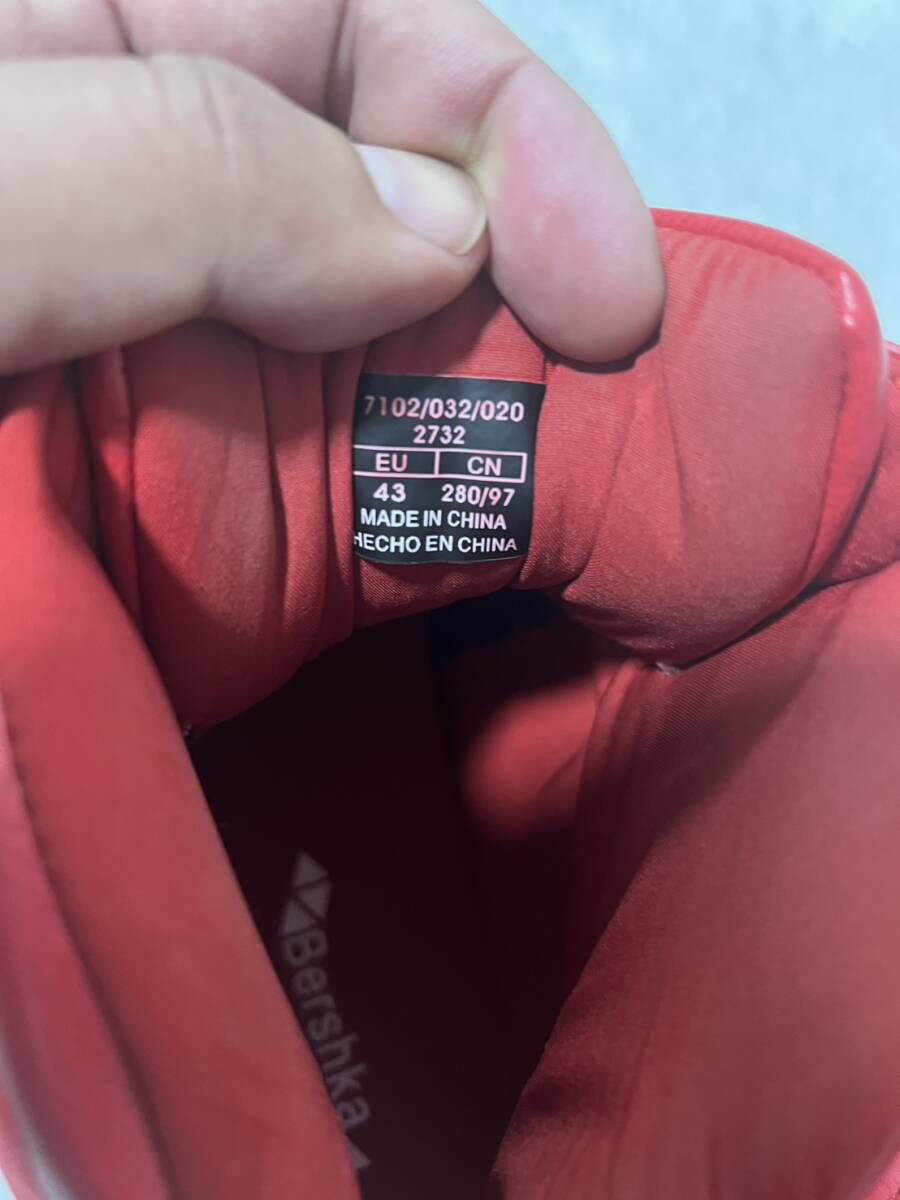 7102/032/020
2732
EU CN
43 280/97
MADE IN CHINA
HECHO EN CHINA
Bershka